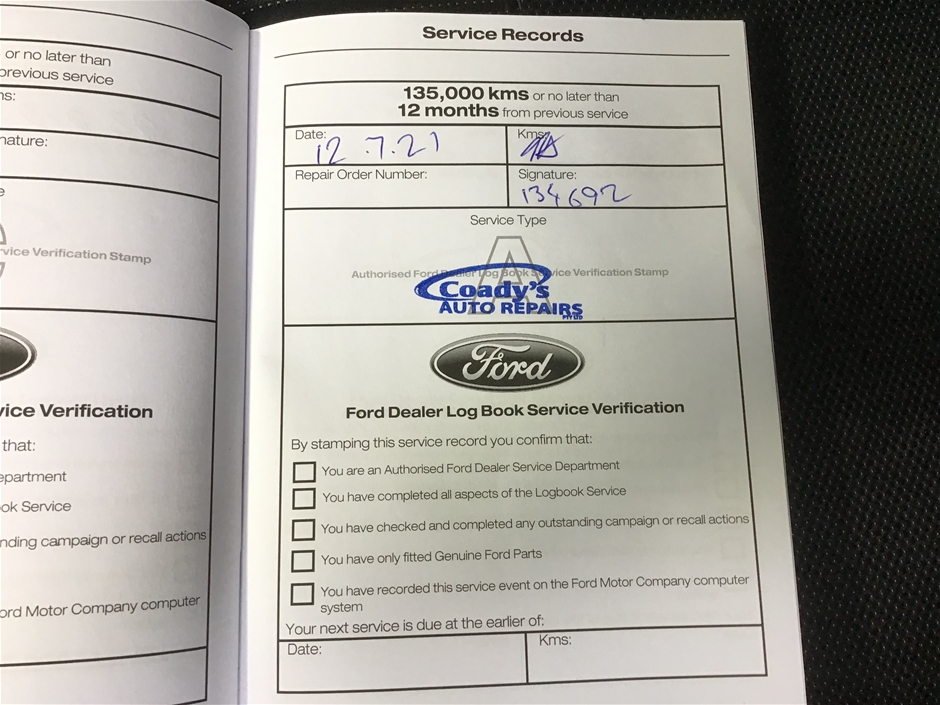 or no later than
previous service
ns:
nature:
vice Verification Stamp
vice Verification
that:
epartment
ok Service
nding campaign or recall actions
ord Motor Company computer
Service Records
135,000 kms or no later than
12 months from previous service
Date: 12.7.21
Kms:
Repair Order Number:
Signature: 134692
Service Type
A
Authorised Ford Dealer Log Book Service Verification Stamp
Coady's
AUTO REPAIRS
PTY LTD
Ford
Ford Dealer Log Book Service Verification
By stamping this service record you confirm that:
You are an Authorised Ford Dealer Service Department
You have completed all aspects of the Logbook Service
You have checked and completed any outstanding campaign or recall actions
You have only fitted Genuine Ford Parts
You have recorded this service event on the Ford Motor Company computer
system
Your next service is due at the earlier of:
Date:
Kms: